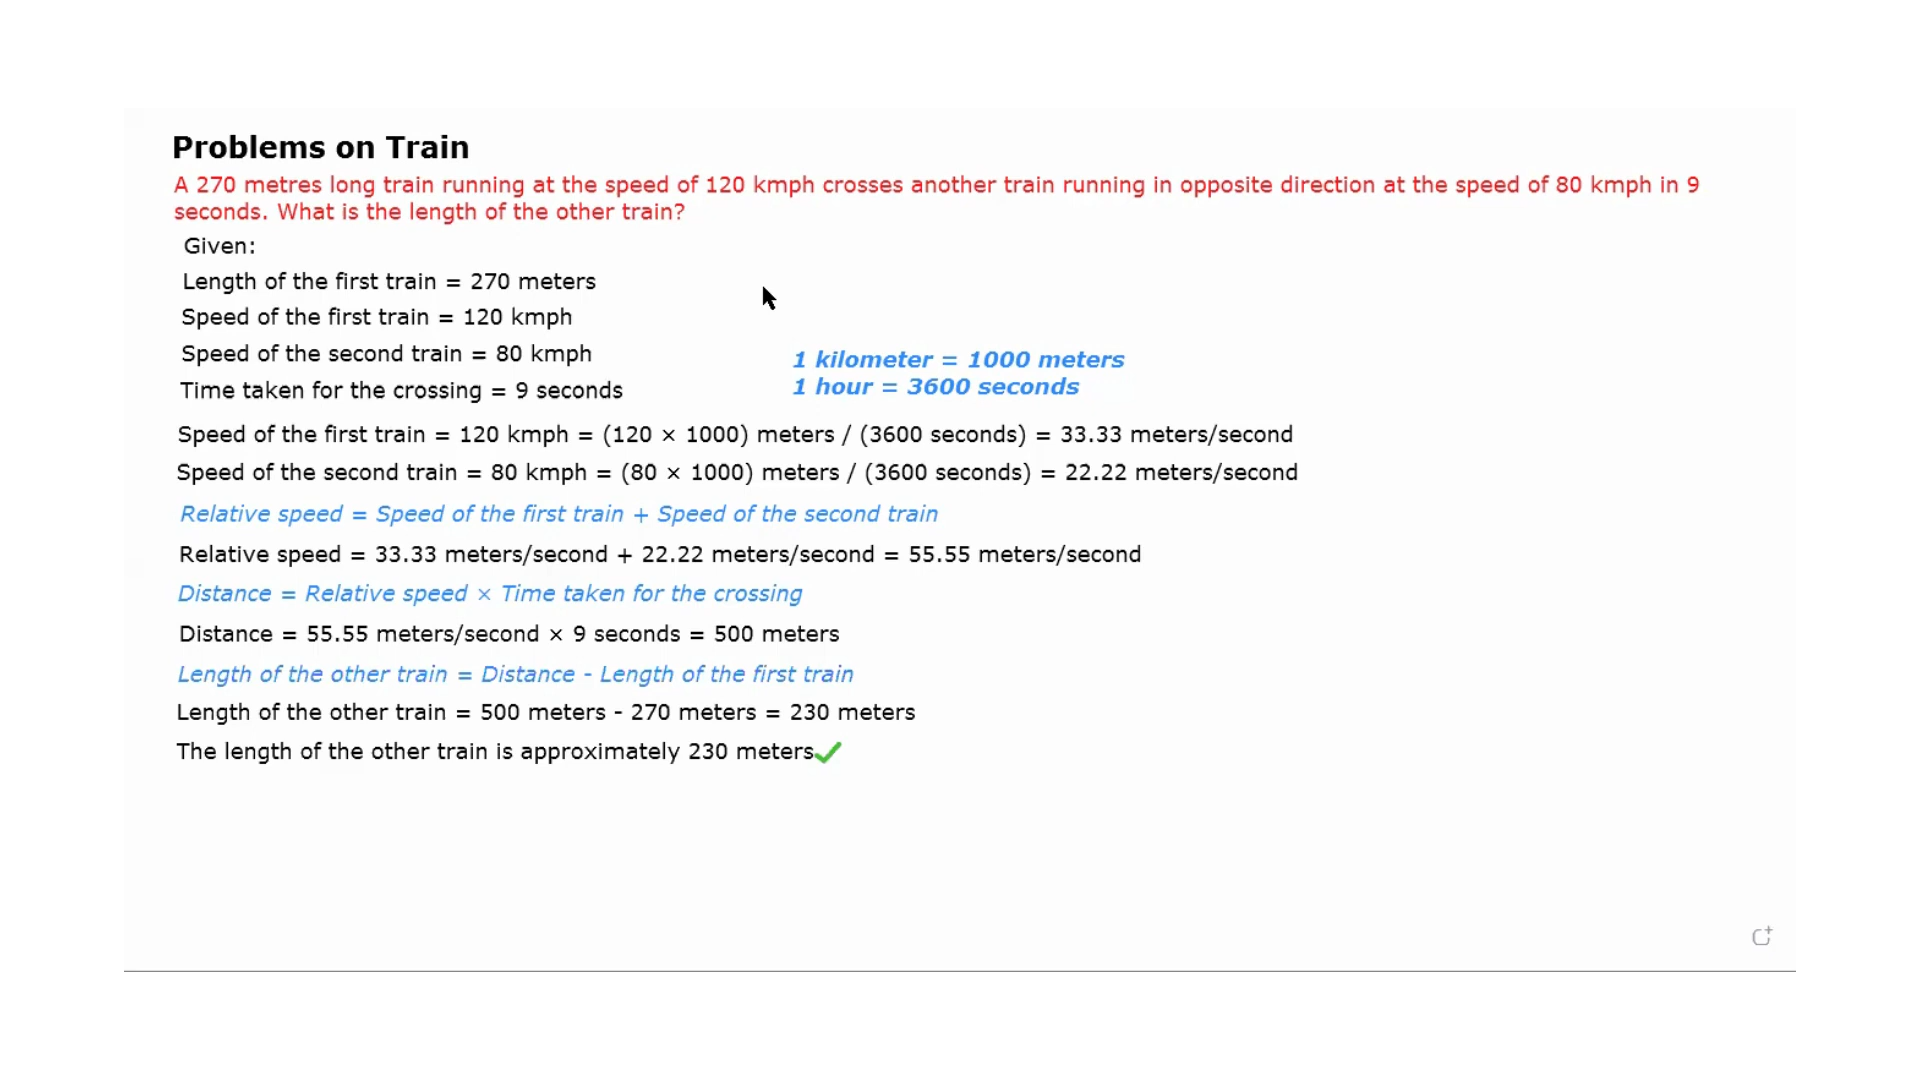 Problems on Train
A 270 metres long train running at the speed of 120 kmph crosses another train running in opposite direction at the speed of 80 kmph in 9
seconds. What is the length of the other train?
Given:
Length of the first train = 270 meters
Speed of the first train = 120 kmph
Speed of the second train = 80 kmph
1 kilometer = 1000 meters
Time taken for the crossing = 9 seconds
1 hour = 3600 seconds
Speed of the first train = 120 kmph = (120 × 1000) meters / (3600 seconds) = 33.33 meters/second
Speed of the second train = 80 kmph = (80 × 1000) meters / (3600 seconds) = 22.22 meters/second
Relative speed = Speed of the first train + Speed of the second train
Relative speed = 33.33 meters/second + 22.22 meters/second = 55.55 meters/second
Distance = Relative speed × Time taken for the crossing
Distance = 55.55 meters/second × 9 seconds = 500 meters
Length of the other train = Distance - Length of the first train
Length of the other train = 500 meters - 270 meters = 230 meters
The length of the other train is approximately 230 meters